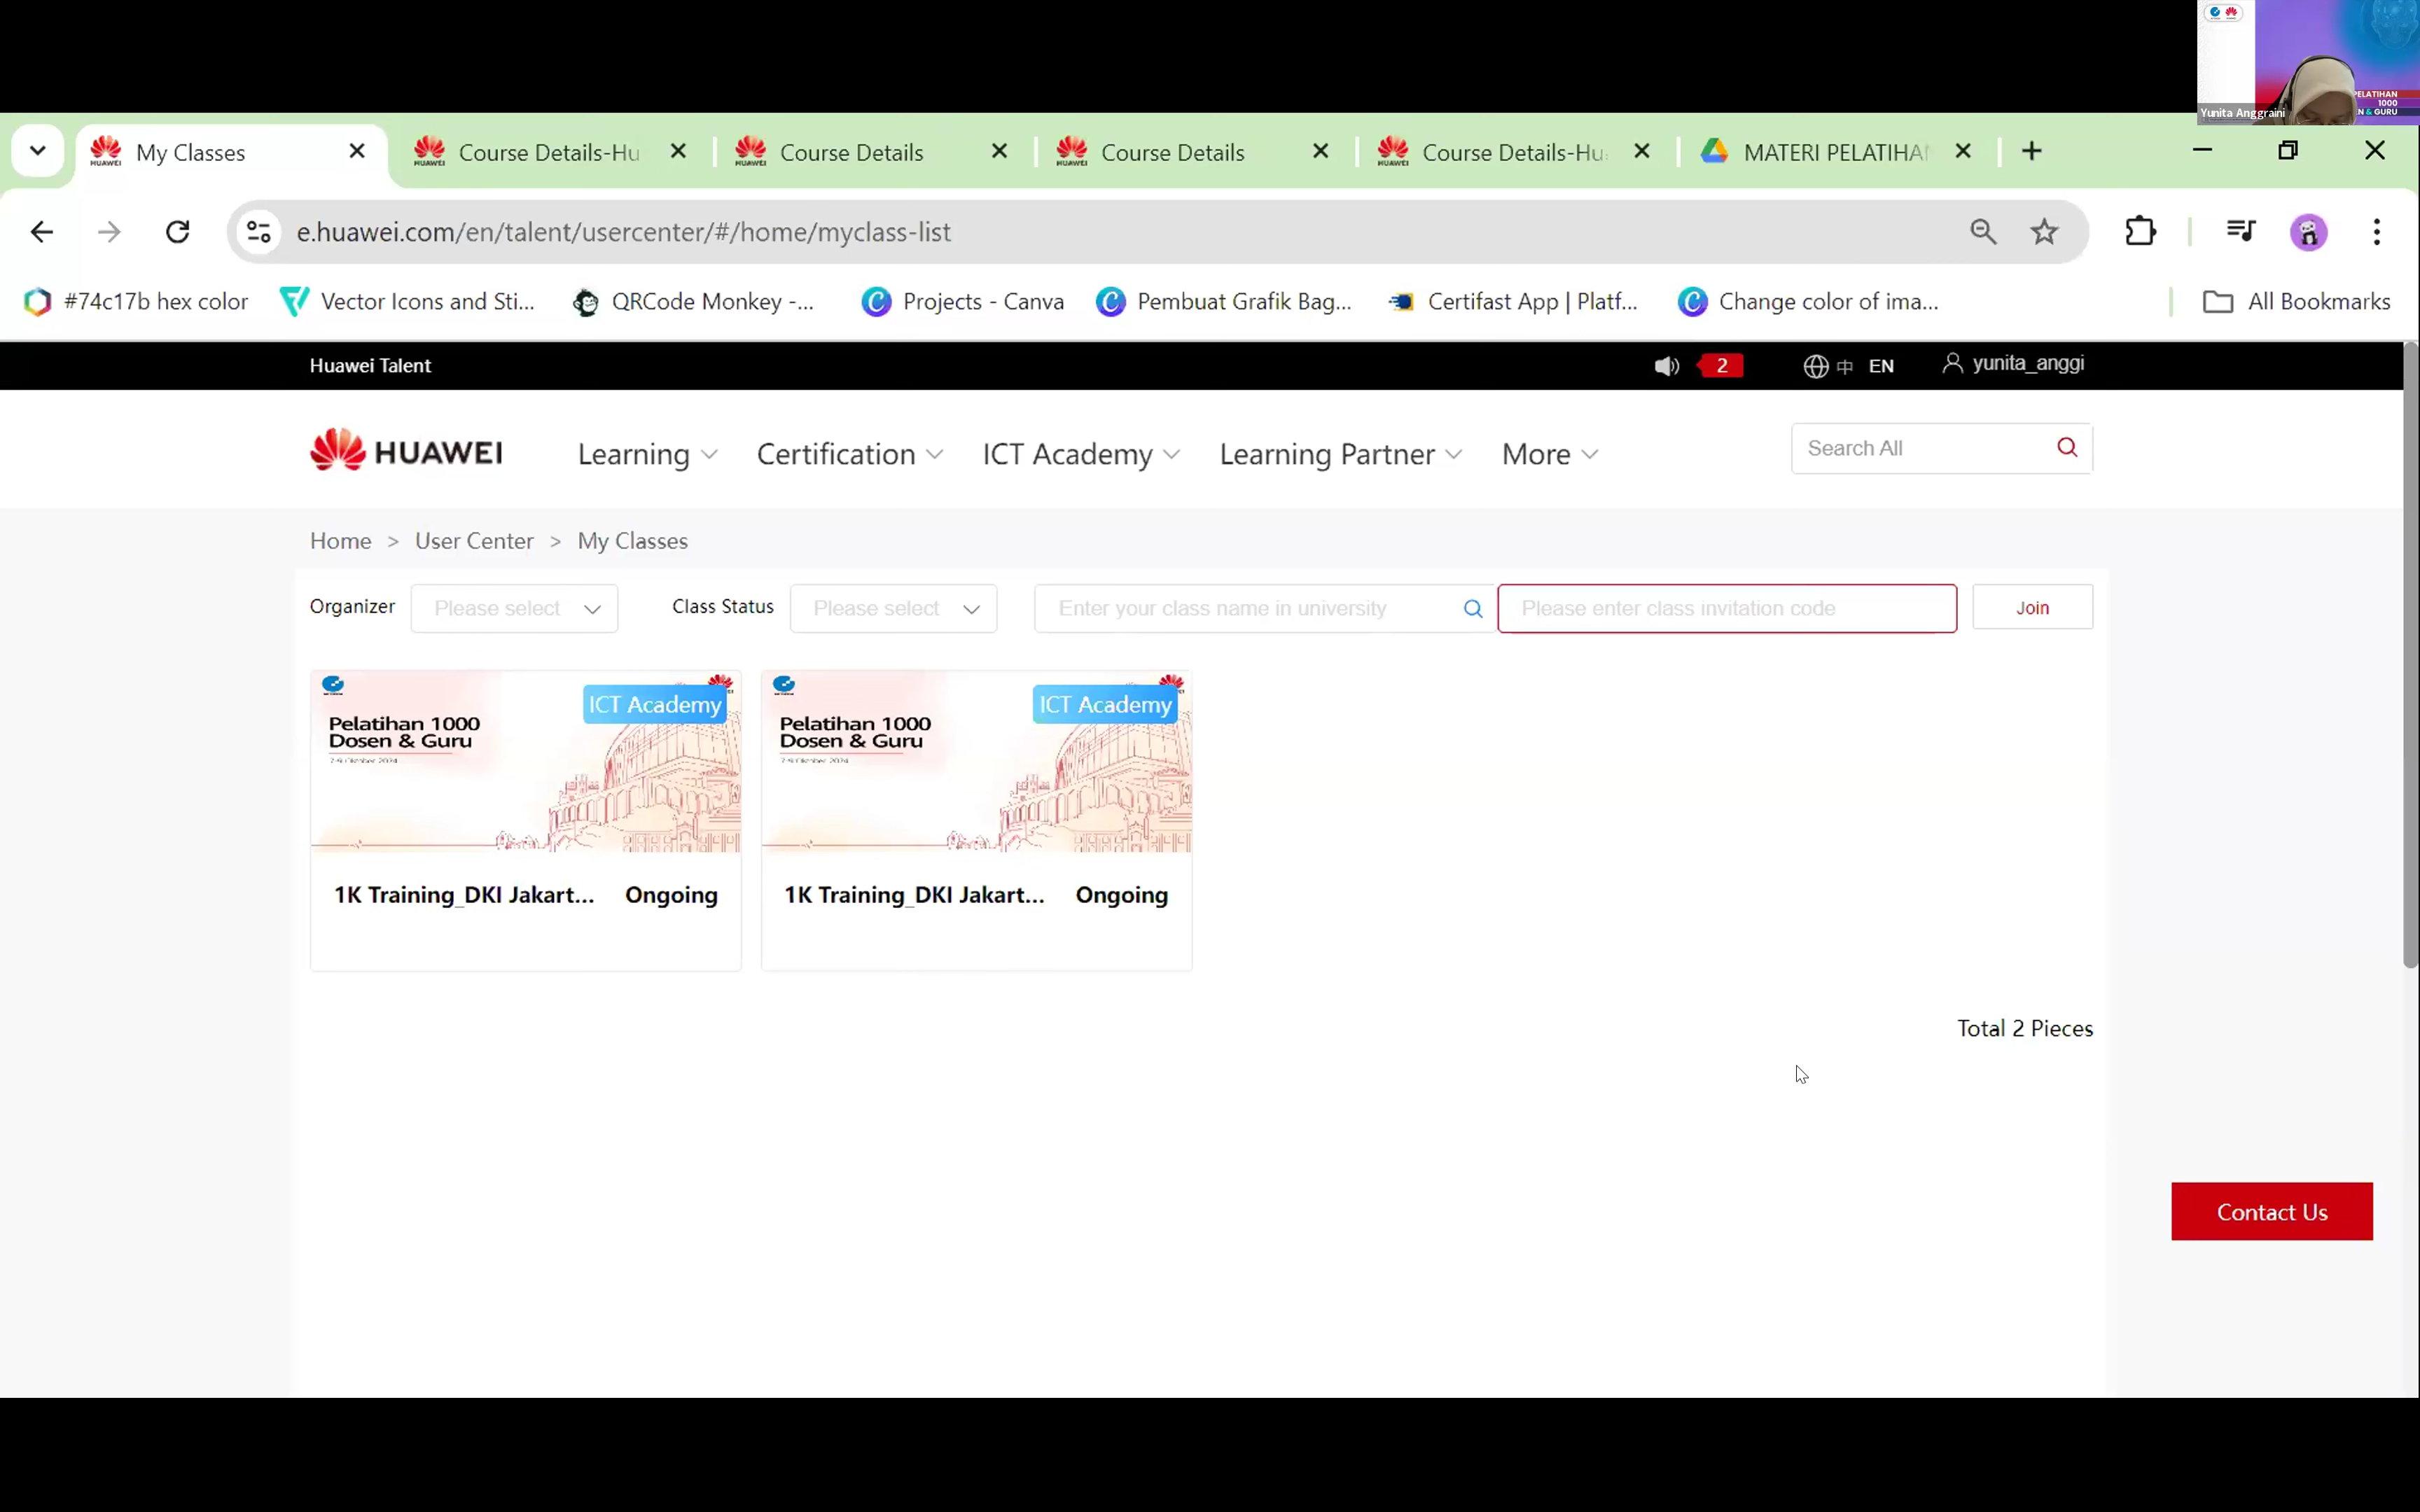 Yunita Anggraini
PELATIHAN
1000
& GURU
My Classes
Course Details-Hu
Course Details
Course Details
Course Details-Hu
MATERI PELATIHA
e.huawei.com/en/talent/usercenter/#/home/myclass-list
#74c17b hex color
Vector Icons and Sti...
QRCode Monkey -...
Projects - Canva
Pembuat Grafik Bag...
Certifast App | Platf...
Change color of ima...
All Bookmarks
Huawei Talent
2
中 EN
yunita_anggi
HUAWEI
Learning
Certification
ICT Academy
Learning Partner
More
Search All
Home > User Center > My Classes
Organizer
Please select
Class Status
Please select
Enter your class name in university
Please enter class invitation code
Join
ICT Academy
Pelatihan 1000
Dosen & Guru
1K Training_DKI Jakart...
Ongoing
ICT Academy
Pelatihan 1000
Dosen & Guru
1K Training_DKI Jakart...
Ongoing
Total 2 Pieces
Contact Us